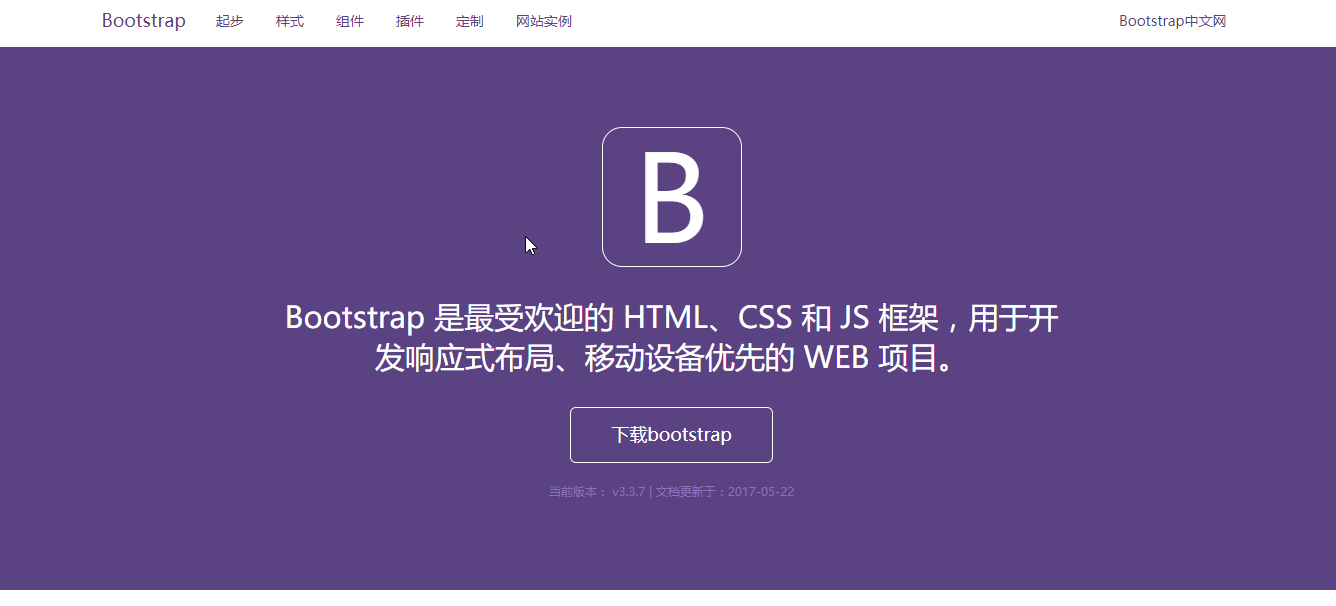 Bootstrap 起步 样式 组件 插件 定制 网站实例 Bootstrap中文网
B
Bootstrap 是最受欢迎的 HTML、CSS 和 JS 框架，用于开
发响应式布局、移动设备优先的 WEB 项目。
下载bootstrap
当前版本： v3.3.7 | 文档更新于：2017-05-22